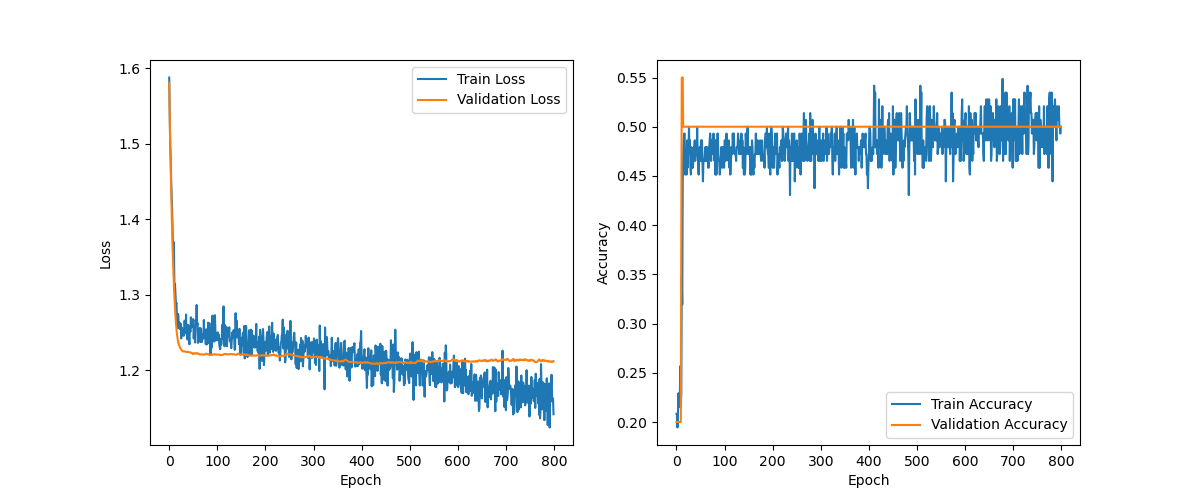 1.6
1.5
1.4
1.3
1.2
Loss
0 100 200 300 400 500 600 700 800
Epoch
Train Loss
Validation Loss
0.55
0.50
0.45
0.40
0.35
0.30
0.25
0.20
Accuracy
0 100 200 300 400 500 600 700 800
Epoch
Train Accuracy
Validation Accuracy